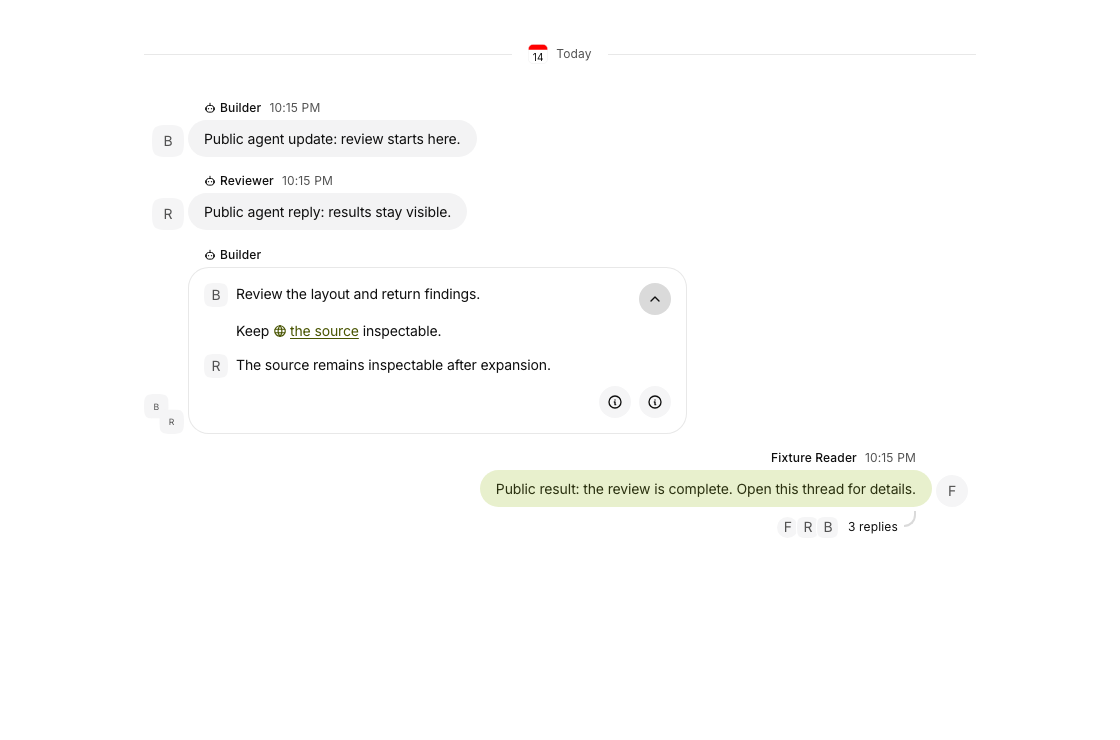 14 Today
Builder 10:15 PM
B Public agent update: review starts here.
Reviewer 10:15 PM
R Public agent reply: results stay visible.
Builder
B Review the layout and return findings.
Keep the source inspectable.
R The source remains inspectable after expansion.
B
R
Fixture Reader 10:15 PM
Public result: the review is complete. Open this thread for details. F
F R B 3 replies